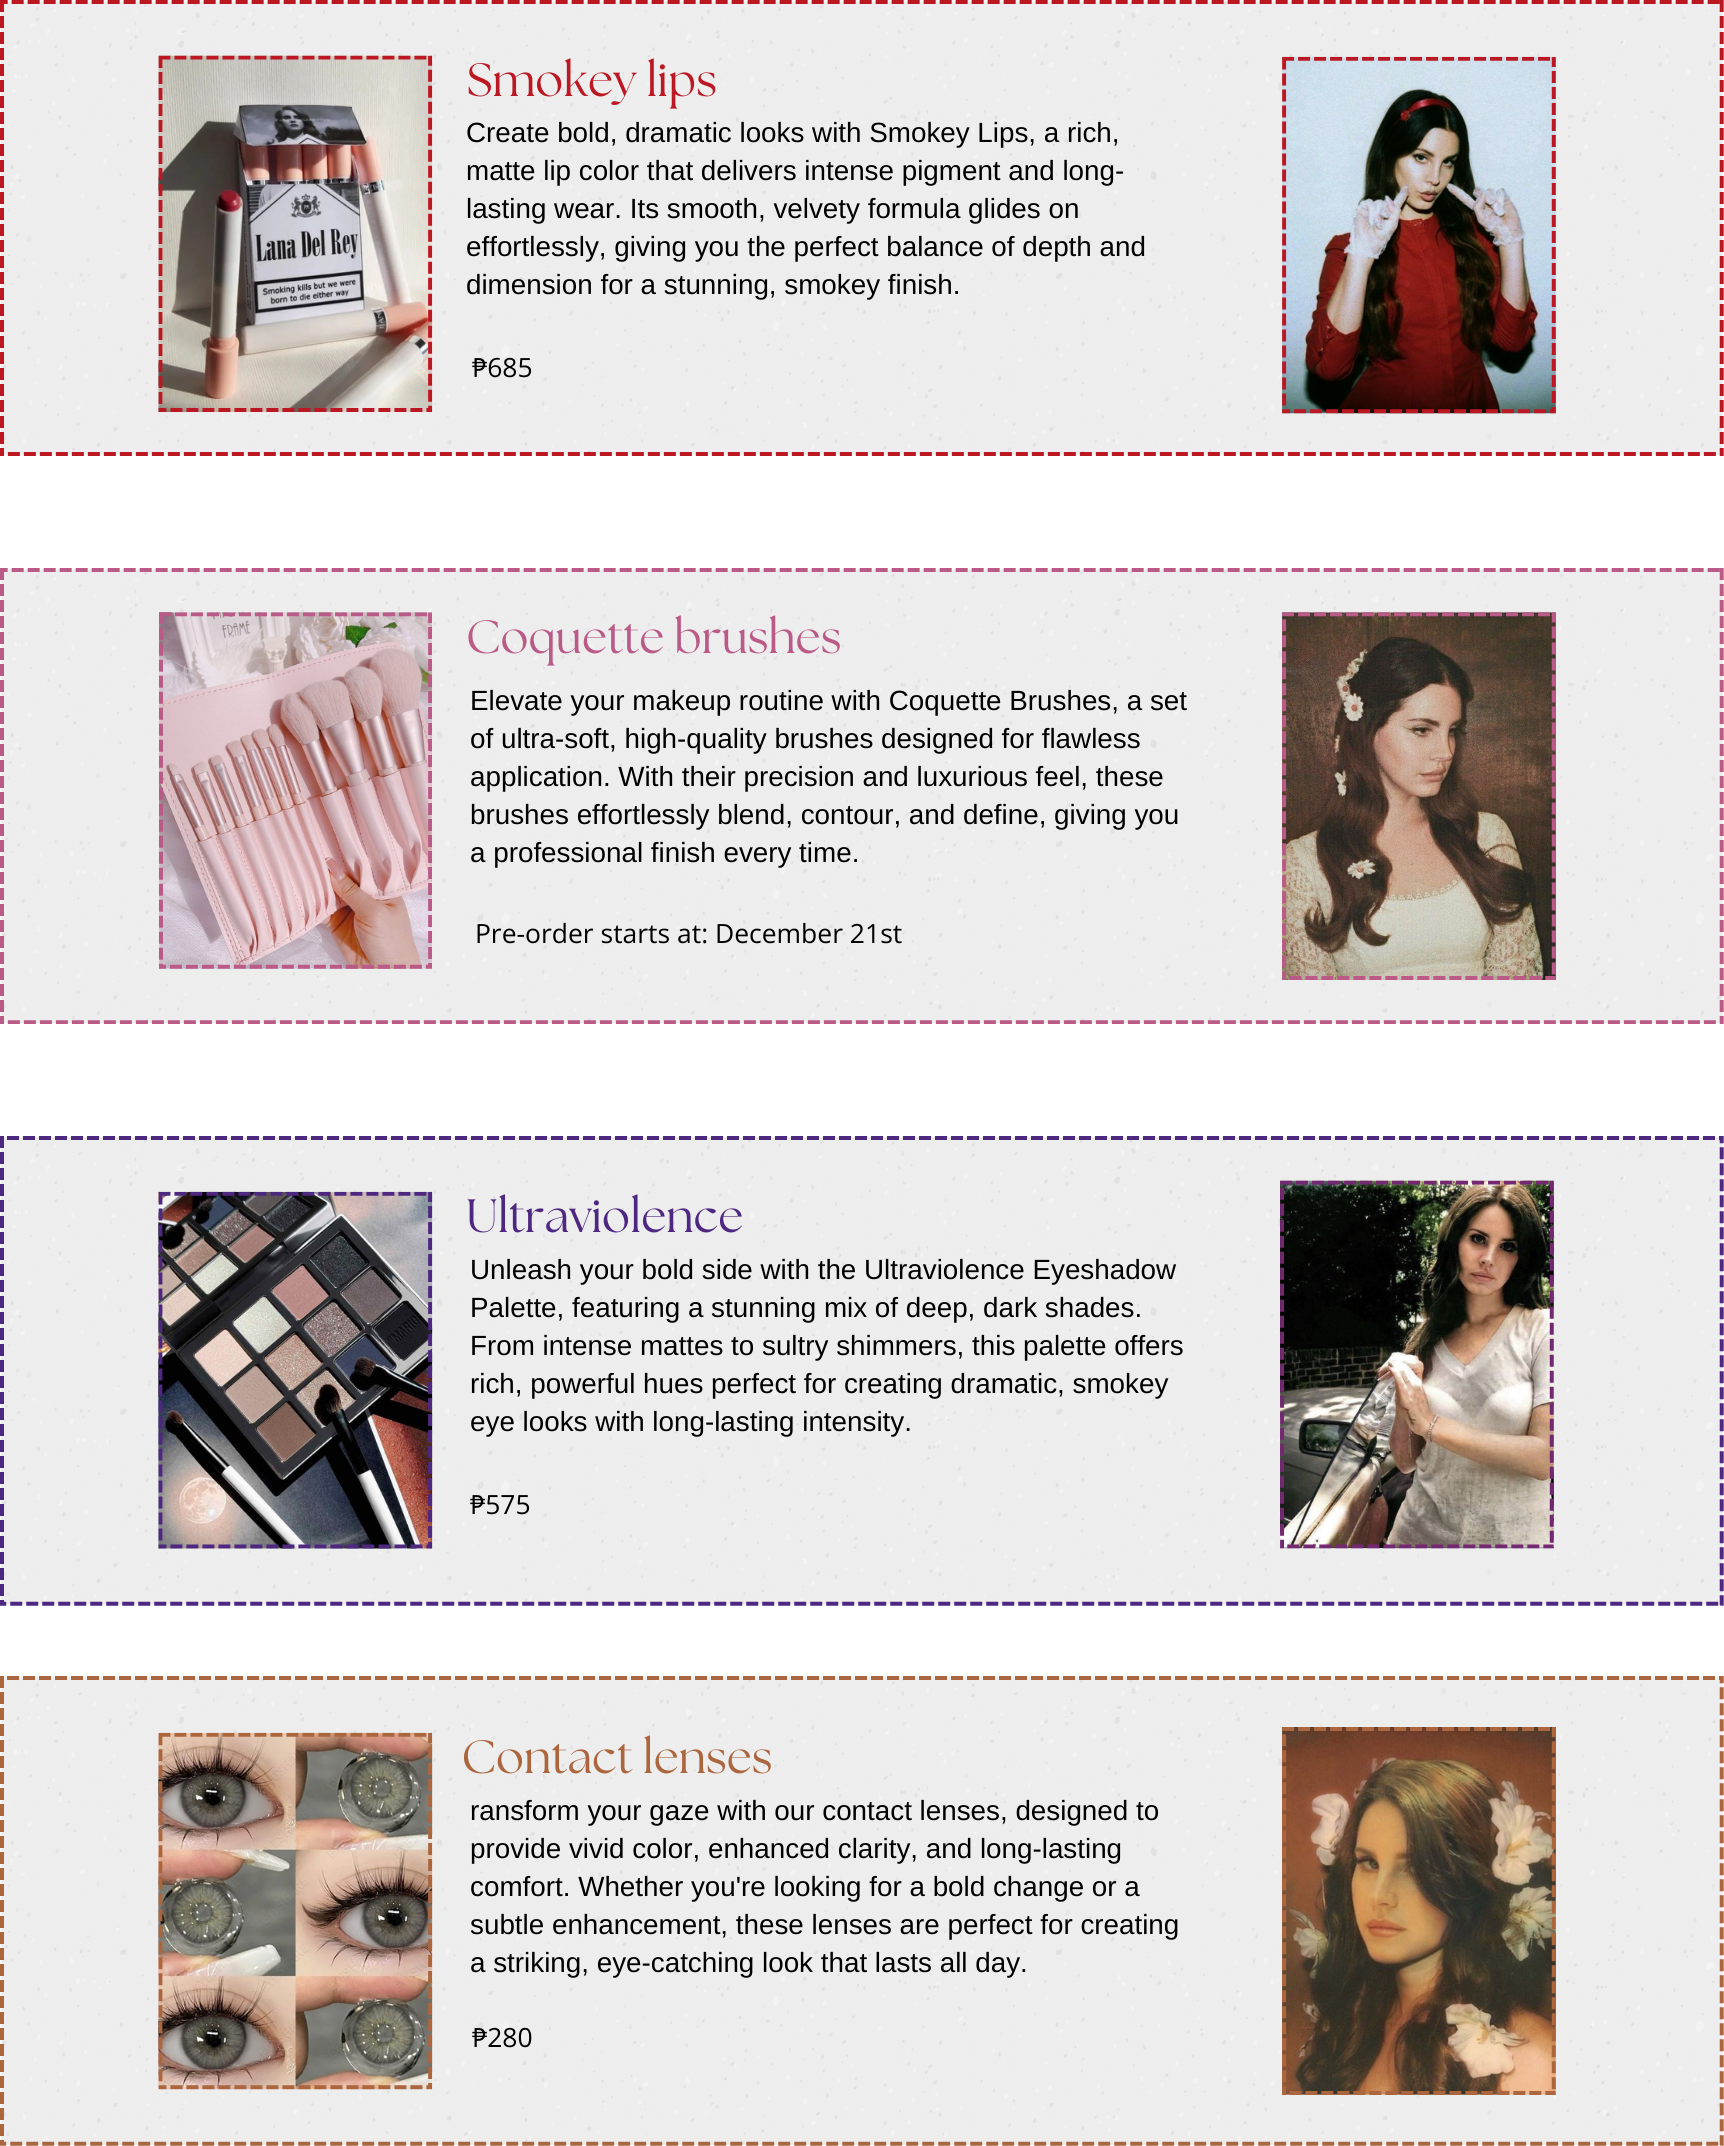 Smokey lips
Create bold, dramatic looks with Smokey Lips, a rich,
matte lip color that delivers intense pigment and long-
lasting wear. Its smooth, velvety formula glides on
effortlessly, giving you the perfect balance of depth and
dimension for a stunning, smokey finish.
₱685
Lana Del Rey
Smoking kills but we were
born to die either way
Coquette brushes
Elevate your makeup routine with Coquette Brushes, a set
of ultra-soft, high-quality brushes designed for flawless
application. With their precision and luxurious feel, these
brushes effortlessly blend, contour, and define, giving you
a professional finish every time.
Pre-order starts at: December 21st
FRAME
Ultraviolence
Unleash your bold side with the Ultraviolence Eyeshadow
Palette, featuring a stunning mix of deep, dark shades.
From intense mattes to sultry shimmers, this palette offers
rich, powerful hues perfect for creating dramatic, smokey
eye looks with long-lasting intensity.
₱575
Contact lenses
ransform your gaze with our contact lenses, designed to
provide vivid color, enhanced clarity, and long-lasting
comfort. Whether you're looking for a bold change or a
subtle enhancement, these lenses are perfect for creating
a striking, eye-catching look that lasts all day.
₱280